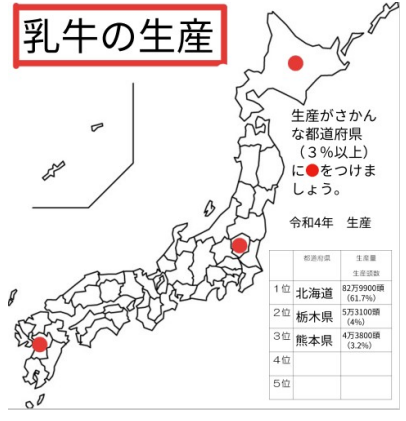 乳牛の生産
生産がさかん
な都道府県
（３％以上）
に●をつけま
しょう。
令和4年　生産
都道府県　生産量
生産頭数
１位　北海道　82万9900頭
（61.7%）
２位　栃木県　5万3100頭
（4%）
３位　熊本県　4万3800頭
（3.2%）
４位
５位